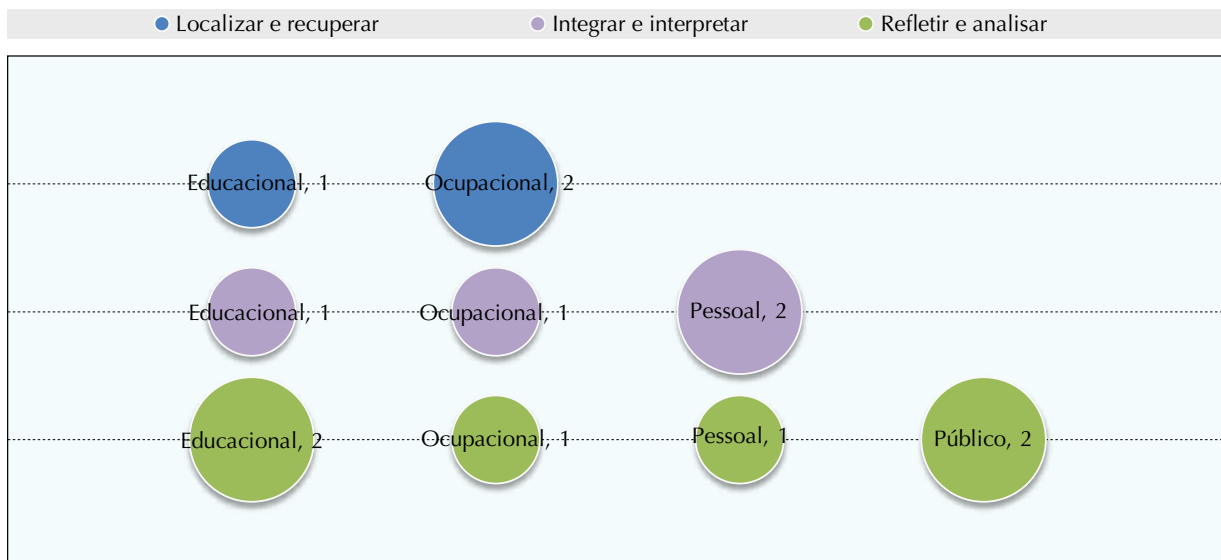 Localizar e recuperar Integrar e interpretar Refletir e analisar
Educacional, 1 Ocupacional, 2
Educacional, 1 Ocupacional, 1 Pessoal, 2
Educacional, 2 Ocupacional, 1 Pessoal, 1 Público, 2